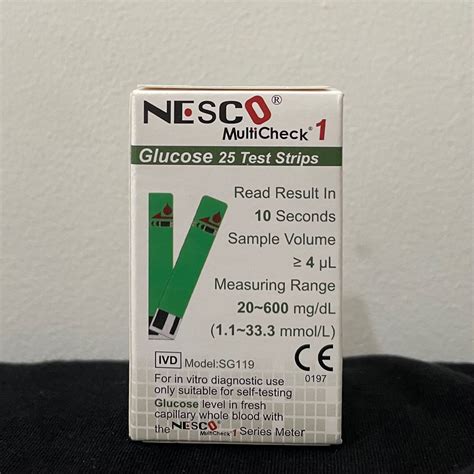 NESCO®
MultiCheck® 1
Glucose 25 Test Strips
Read Result In
10 Seconds
Sample Volume
≥ 4 µL
Measuring Range
20~600 mg/dL
(1.1~33.3 mmol/L)
IVD Model:SG119
CE
0197
For in vitro diagnostic use
only suitable for self-testing
Glucose level in fresh
capillary whole blood with
the NESCO® MultiCheck® 1 Series Meter